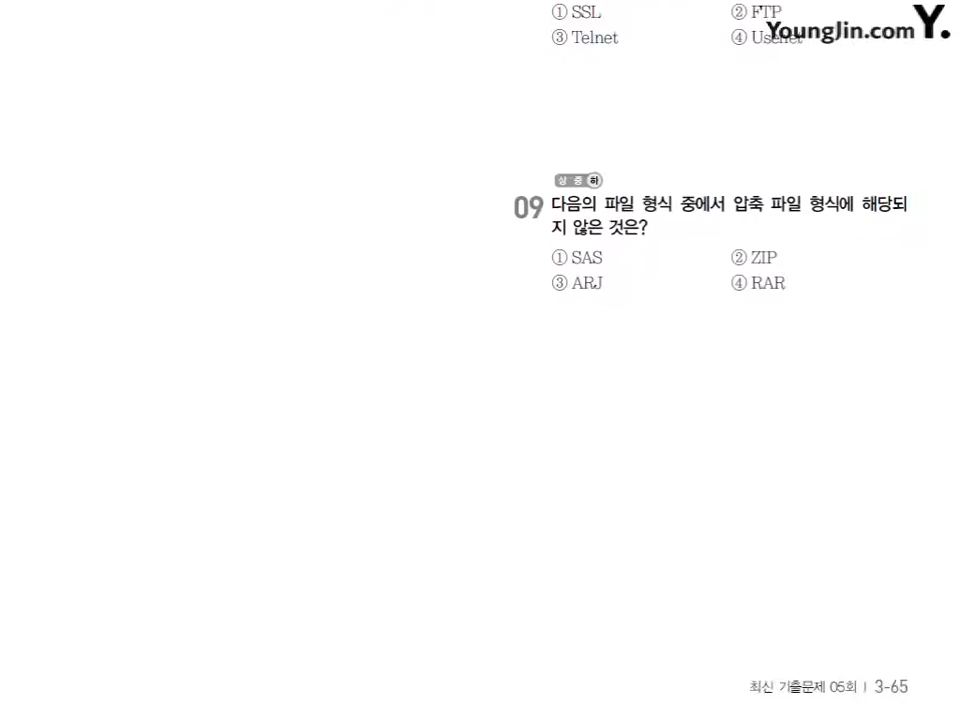 ① SSL ② FTP
YoungJin.com Y.
③ Telnet ④ Usenet
상 중 하
09 다음의 파일 형식 중에서 압축 파일 형식에 해당되
지 않은 것은?
① SAS ② ZIP
③ ARJ ④ RAR
최신 기출문제 05회 | 3-65